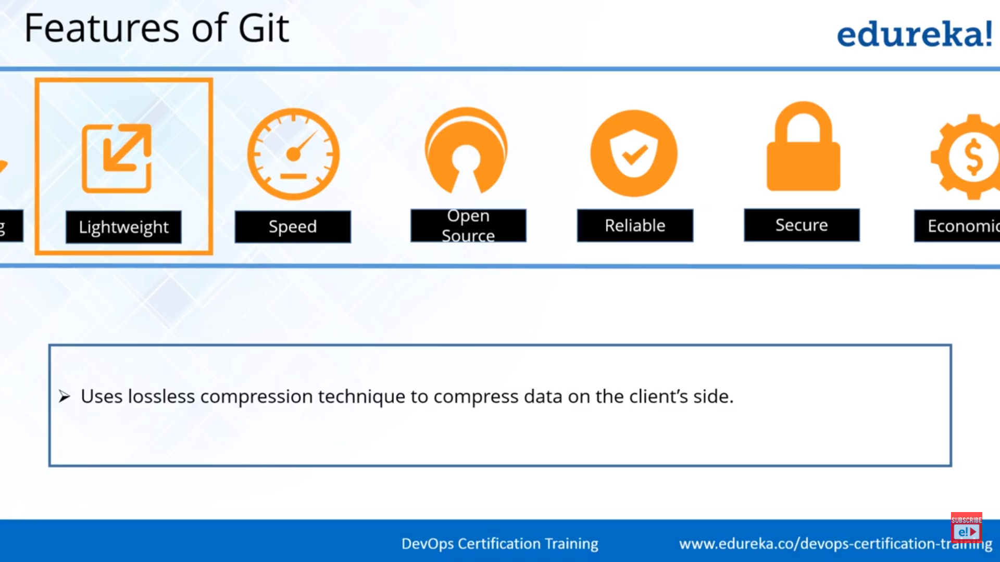 Features of Git
edureka!
g
Lightweight
Speed
Open
Source
Reliable
Secure
Economic
➢ Uses lossless compression technique to compress data on the client’s side.
SUBSCRIBE
e!
DevOps Certification Training
www.edureka.co/devops-certification-training